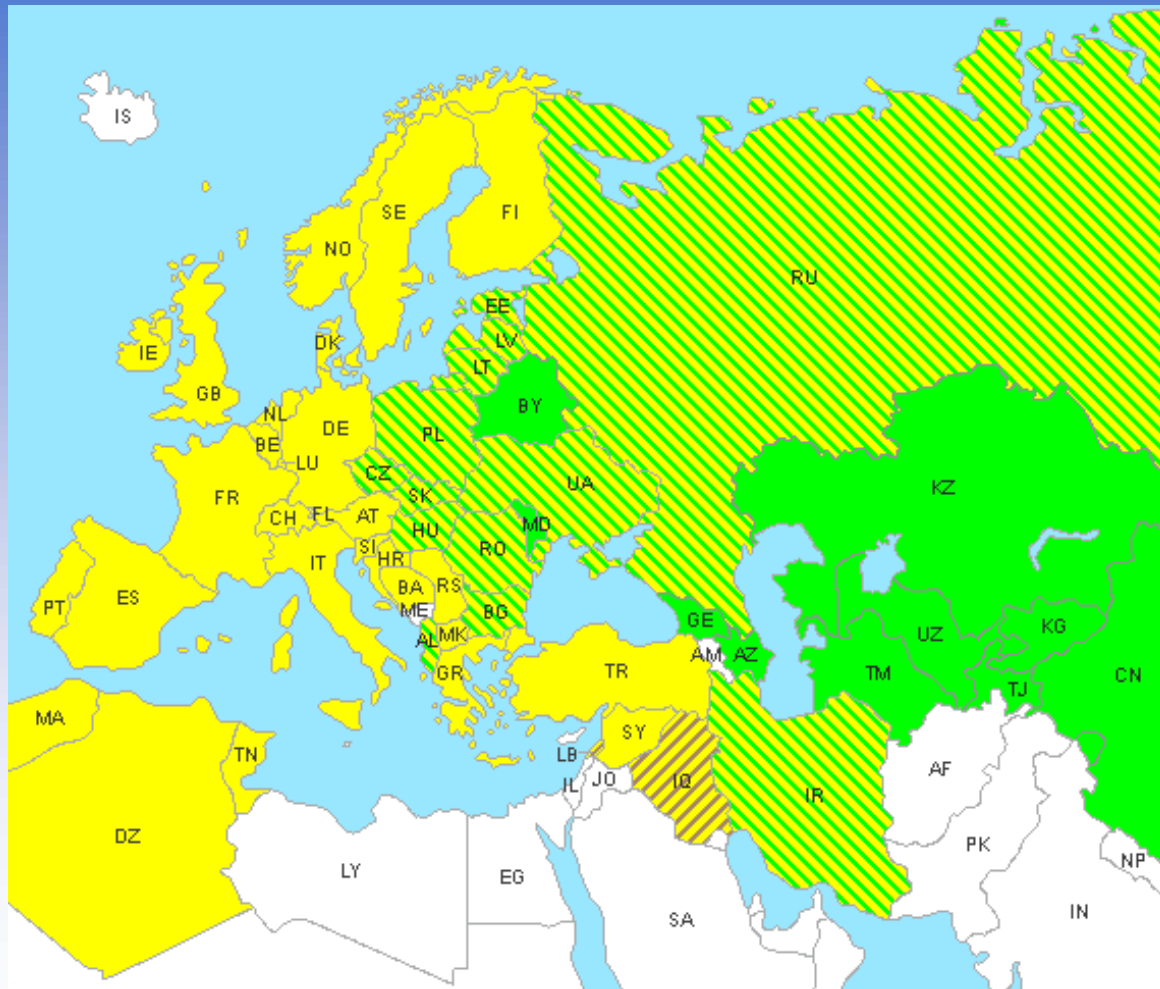 IS
SE
FI
NO
RU
EE
LV
DK
IE
LT
GB
BY
NL
DE
PL
BE
LU
CZ
UA
KZ
FR
SK
CH
FL
AT
HU
MD
RO
SI
HR
IT
BA
RS
ES
PT
ME
BG
GE
KG
AL
MK
UZ
AM
AZ
GR
TR
TM
CN
TJ
MA
TN
SY
LB
AF
IL
JO
IQ
IR
DZ
PK
NP
LY
EG
IN
SA